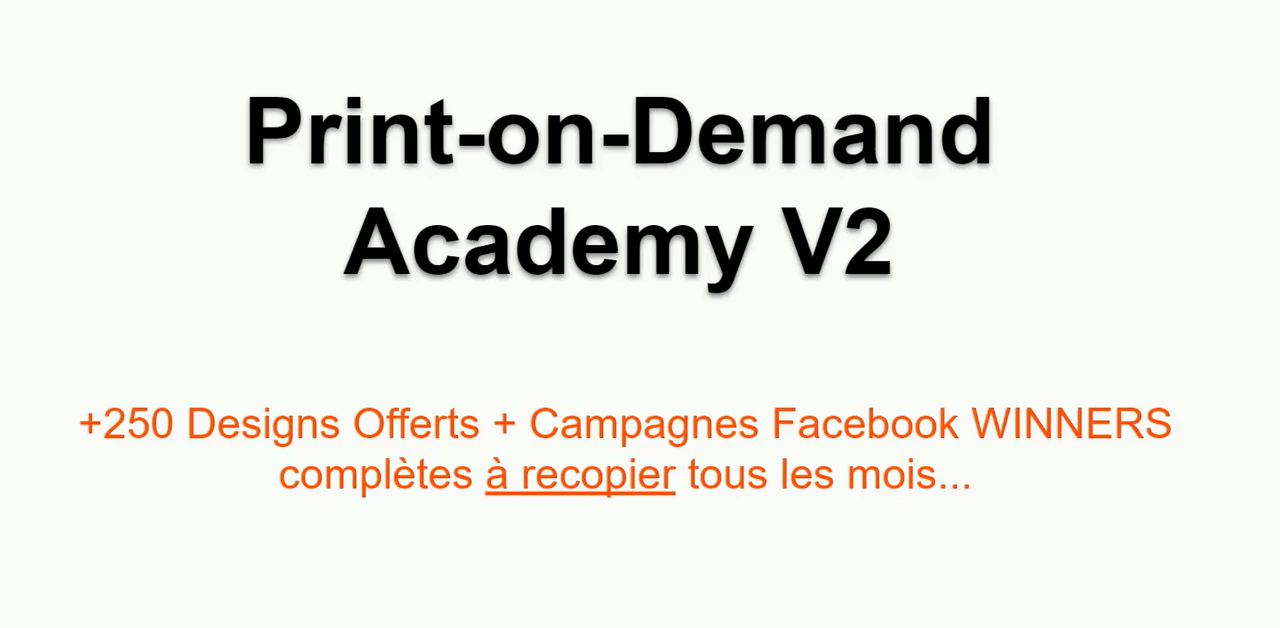 Print-on-Demand
Academy V2
+250 Designs Offerts + Campagnes Facebook WINNERS
complètes à recopier tous les mois...